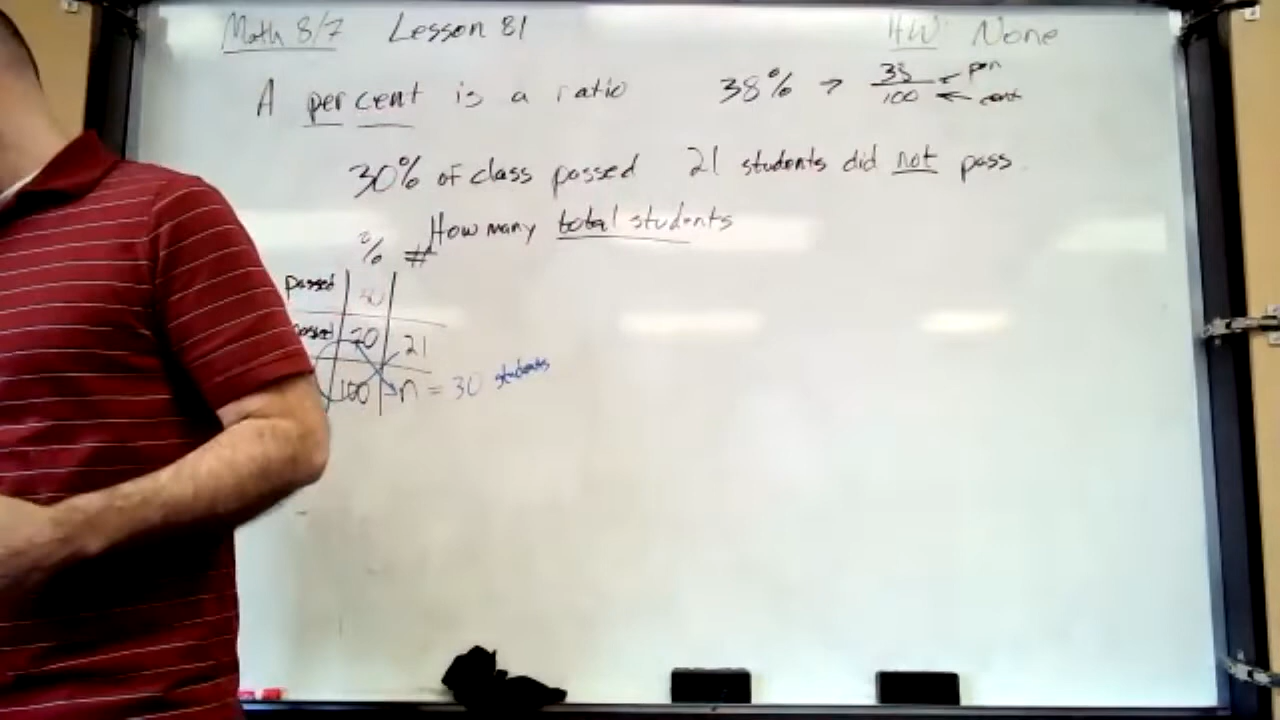 Math 8/7 Lesson 81 HW None
A percent is a ratio 38% → 38/100 ← per ← cent
30% of class passed 21 students did not pass.
How many total students
% #
passed 30
passed 70 21
100 n = 30 students